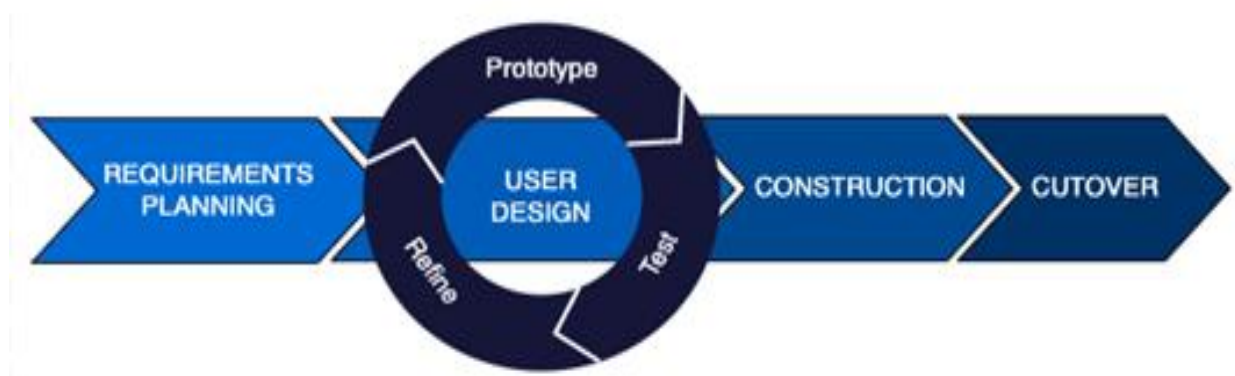 Prototype
REQUIREMENTS
PLANNING
USER
DESIGN
CONSTRUCTION
CUTOVER
Refine
Test